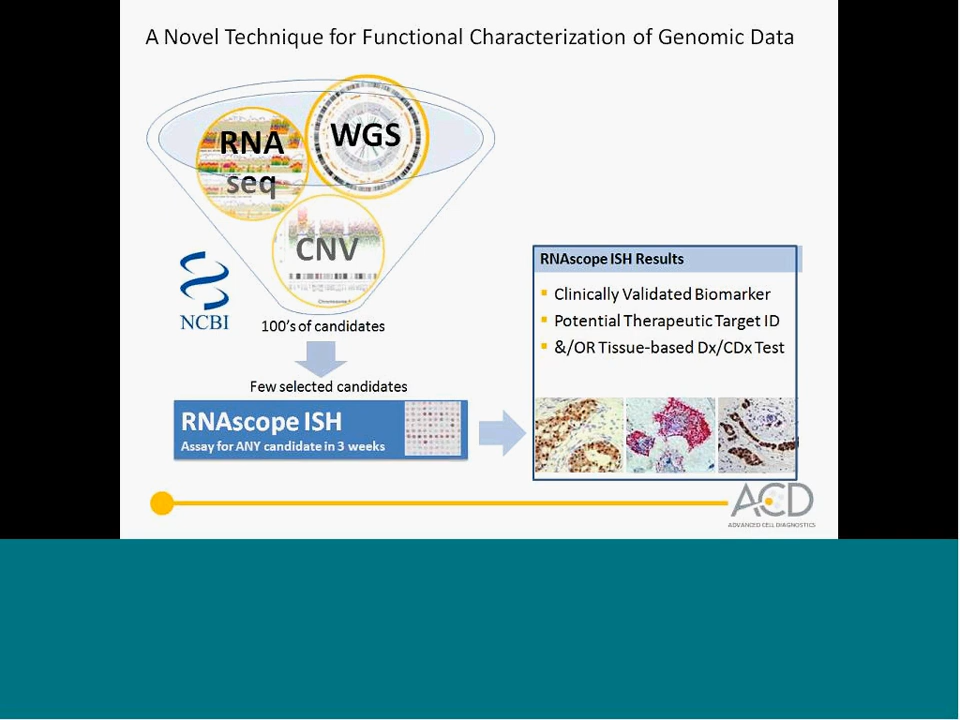 A Novel Technique for Functional Characterization of Genomic Data
RNA
seq
WGS
CNV
NCBI
100's of candidates
Few selected candidates
RNAscope ISH
Assay for ANY candidate in 3 weeks
RNAscope ISH Results
Clinically Validated Biomarker
Potential Therapeutic Target ID
&/OR Tissue-based Dx/CDx Test
ACD
ADVANCED CELL DIAGNOSTICS